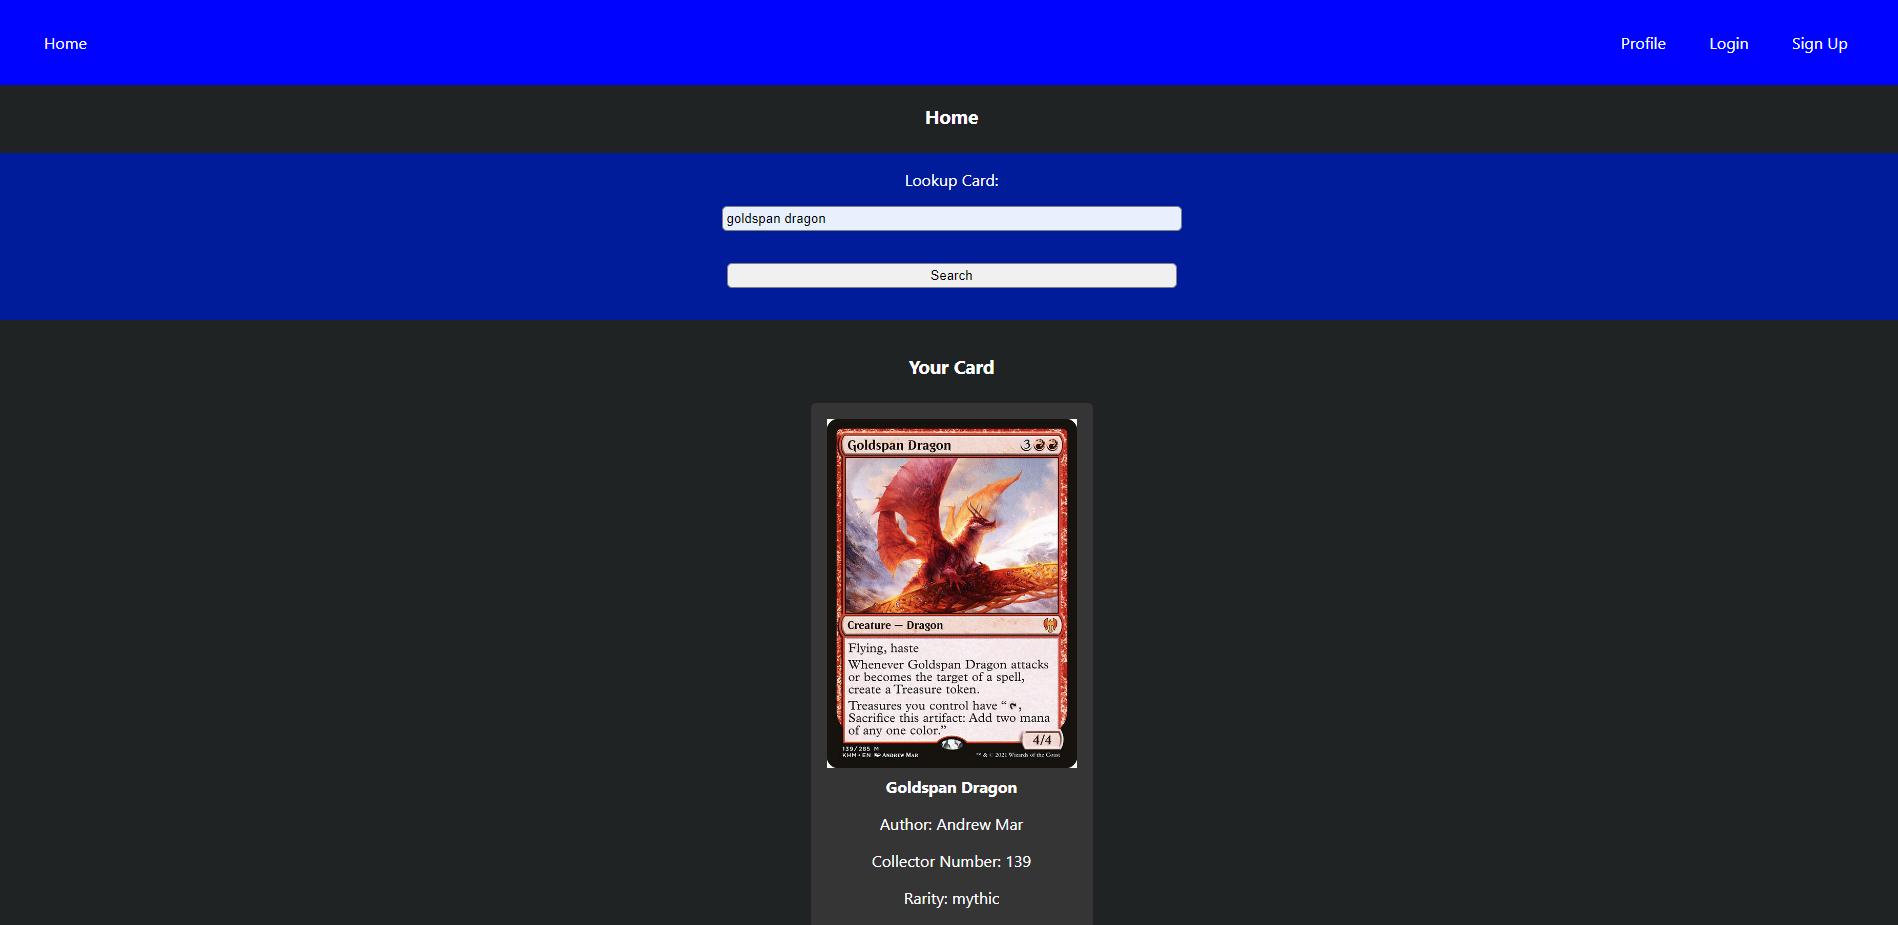 Home
Profile
Login
Sign Up
Home
Lookup Card:
goldspan dragon
Search
Your Card
Goldspan Dragon 3
Creature — Dragon
Flying, haste
Whenever Goldspan Dragon attacks
or becomes the target of a spell,
create a Treasure token.
Treasures you control have “ ,
Sacrifice this artifact: Add two mana
of any one color.”
4/4
139/285 M
KHM • EN ANDREW MAR
™ & © 2021 Wizards of the Coast
Goldspan Dragon
Author: Andrew Mar
Collector Number: 139
Rarity: mythic